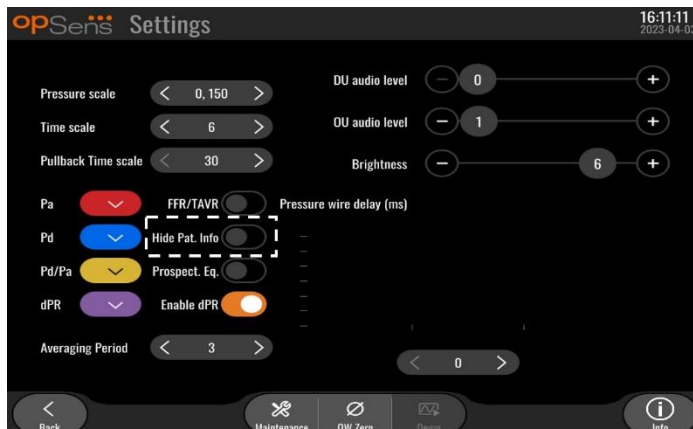 opSens Settings
16:11:11
2023-04-03
Pressure scale < 0, 150 >
Time scale < 6 >
Pullback Time scale < 30 >
DU audio level − 0 +
OU audio level − 1 +
Brightness − 6 +
Pa
FFR/TAVR
Pressure wire delay (ms)
Pd
Hide Pat. Info
Pd/Pa
Prospect. Eq.
dPR
Enable dPR
Averaging Period < 3 >
< 0 >
< Back
Maintenance
OW Zero
Demo
Info